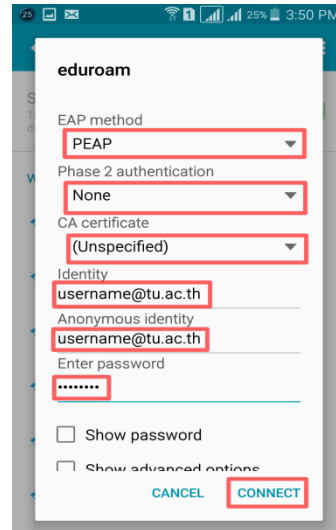 25 1 25% 3:50 PM
eduroam
EAP method
PEAP
Phase 2 authentication
None
CA certificate
(Unspecified)
Identity
username@tu.ac.th
Anonymous identity
username@tu.ac.th
Enter password
••••••••
Show password
Show advanced options
CANCEL CONNECT